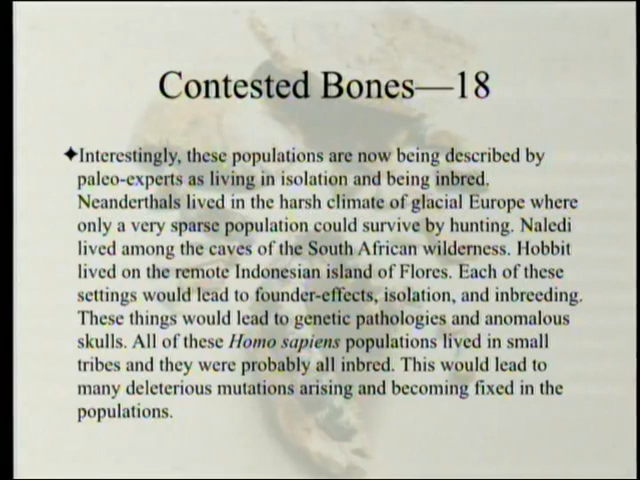 Contested Bones—18
✦Interestingly, these populations are now being described by
paleo-experts as living in isolation and being inbred.
Neanderthals lived in the harsh climate of glacial Europe where
only a very sparse population could survive by hunting. Naledi
lived among the caves of the South African wilderness. Hobbit
lived on the remote Indonesian island of Flores. Each of these
settings would lead to founder-effects, isolation, and inbreeding.
These things would lead to genetic pathologies and anomalous
skulls. All of these Homo sapiens populations lived in small
tribes and they were probably all inbred. This would lead to
many deleterious mutations arising and becoming fixed in the
populations.